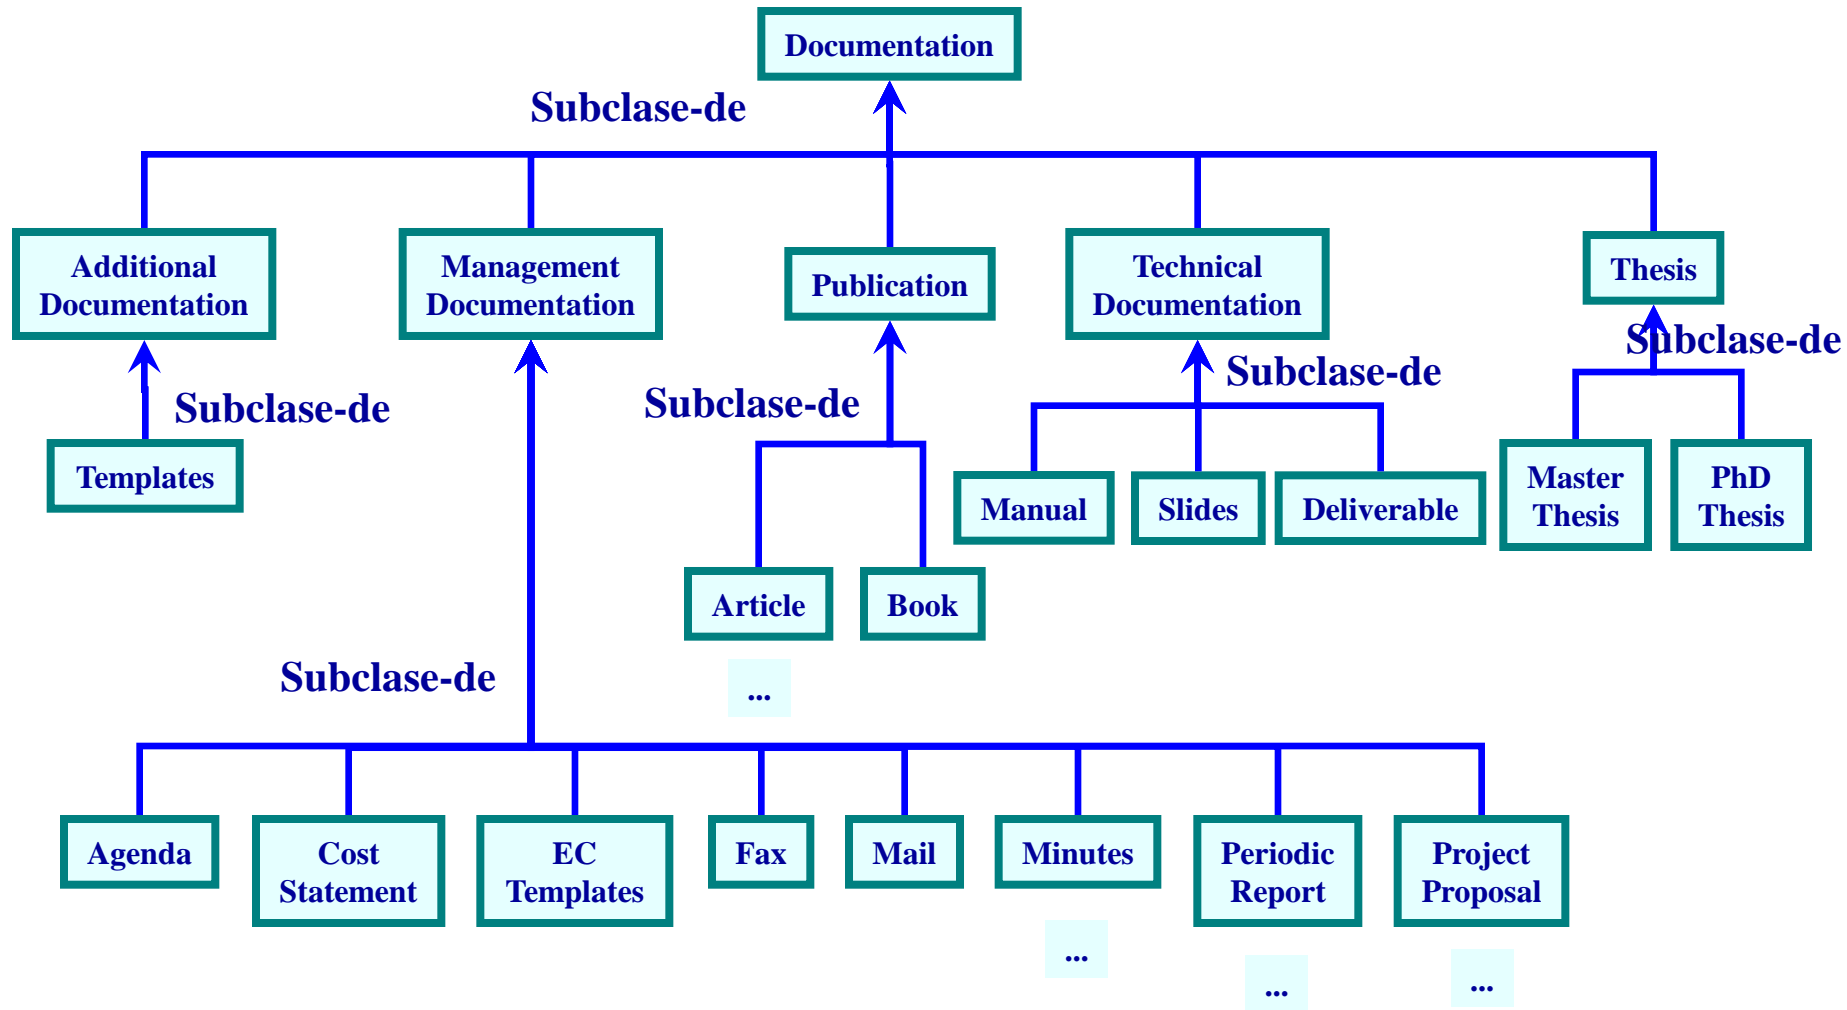 Documentation
Subclase-de
Additional
Documentation
Management
Documentation
Publication
Technical
Documentation
Thesis
Subclase-de
Subclase-de
Subclase-de
Subclase-de
Templates
Manual
Slides
Deliverable
Master
Thesis
PhD
Thesis
Article
Book
...
Subclase-de
Agenda
Cost
Statement
EC
Templates
Fax
Mail
Minutes
Periodic
Report
Project
Proposal
...
...
...